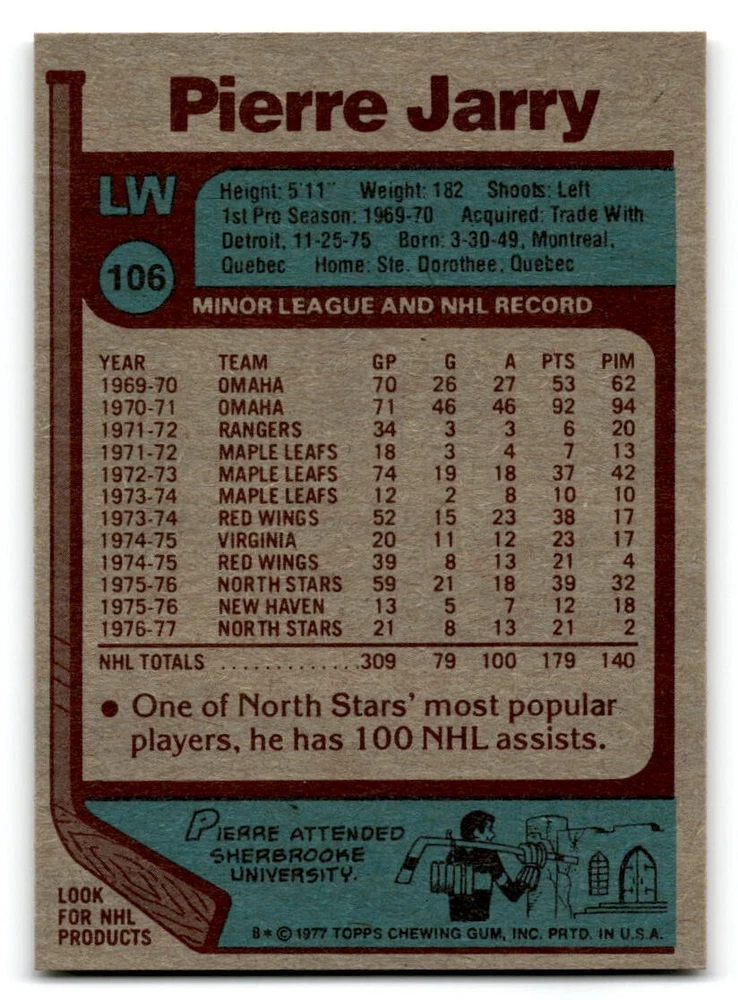 Pierre Jarry
LW
106
Height: 5'11" Weight: 182 Shoots: Left
1st Pro Season: 1969-70 Acquired: Trade With
Detroit, 11-25-75 Born: 3-30-49, Montreal,
Quebec Home: Ste. Dorothee, Quebec
MINOR LEAGUE AND NHL RECORD
YEAR TEAM GP G A PTS PIM
1969-70 OMAHA 70 26 27 53 62
1970-71 OMAHA 71 46 46 92 94
1971-72 RANGERS 34 3 3 6 20
1971-72 MAPLE LEAFS 18 3 4 7 13
1972-73 MAPLE LEAFS 74 19 18 37 42
1973-74 MAPLE LEAFS 12 2 8 10 10
1973-74 RED WINGS 52 15 23 38 17
1974-75 VIRGINIA 20 11 12 23 17
1974-75 RED WINGS 39 8 13 21 4
1975-76 NORTH STARS 59 21 18 39 32
1975-76 NEW HAVEN 13 5 7 12 18
1976-77 NORTH STARS 21 8 13 21 2
NHL TOTALS ............309 79 100 179 140
• One of North Stars' most popular
players, he has 100 NHL assists.
PIERRE ATTENDED
SHERBROOKE
UNIVERSITY.
LOOK
FOR NHL
PRODUCTS
B* © 1977 TOPPS CHEWING GUM, INC. PRTD. IN U.S.A.